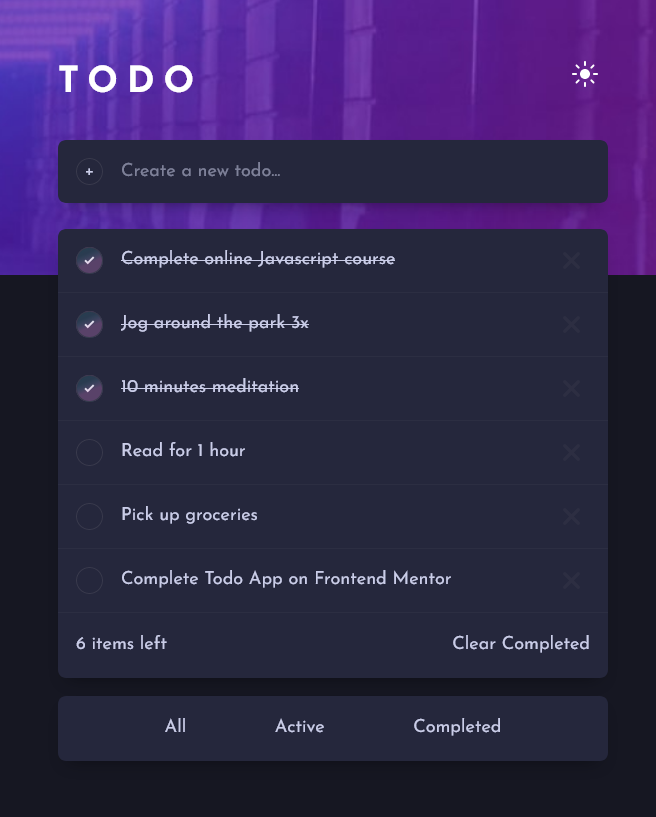 TODO
+ Create a new todo...
Complete online Javascript course
Jog around the park 3x
10 minutes meditation
Read for 1 hour
Pick up groceries
Complete Todo App on Frontend Mentor
6 items left Clear Completed
All Active Completed